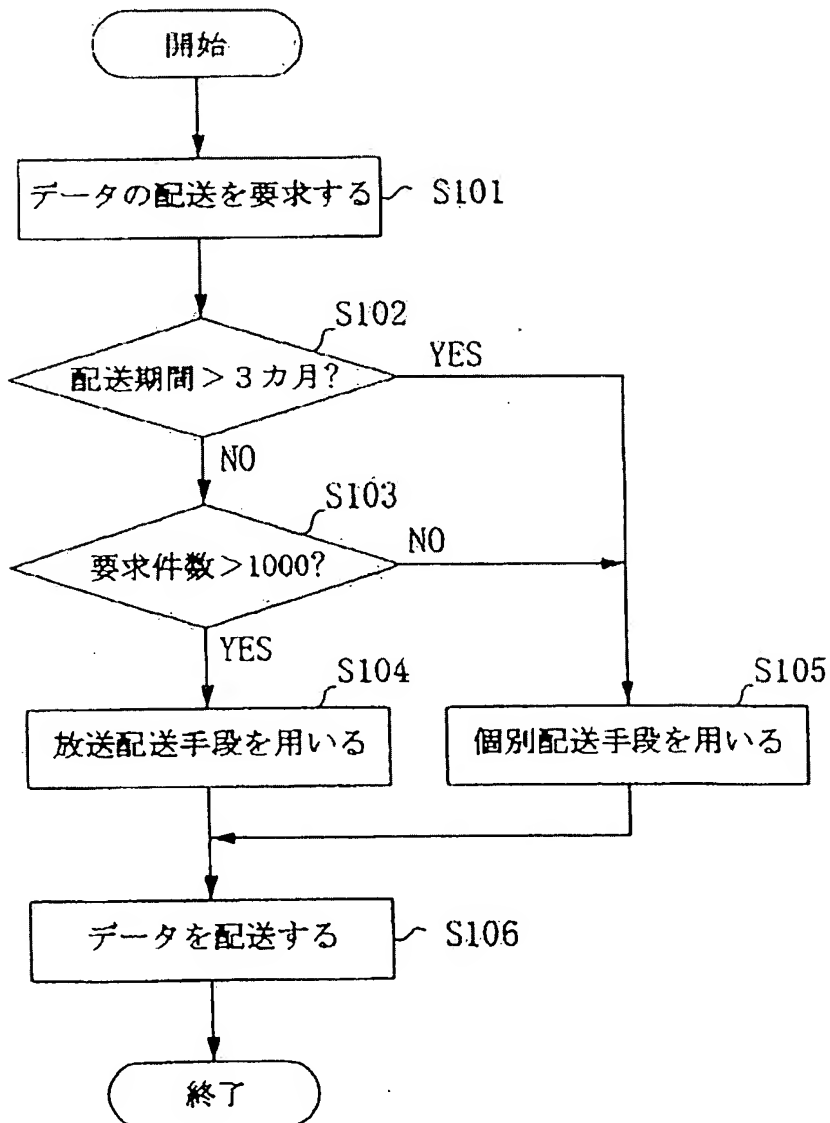 開始
データの配送を要求する
S101
S102
配送期間>3カ月?
YES
NO
S103
要求件数>1000?
NO
YES
S104
放送配送手段を用いる
S105
個別配送手段を用いる
データを配送する
S106
終了